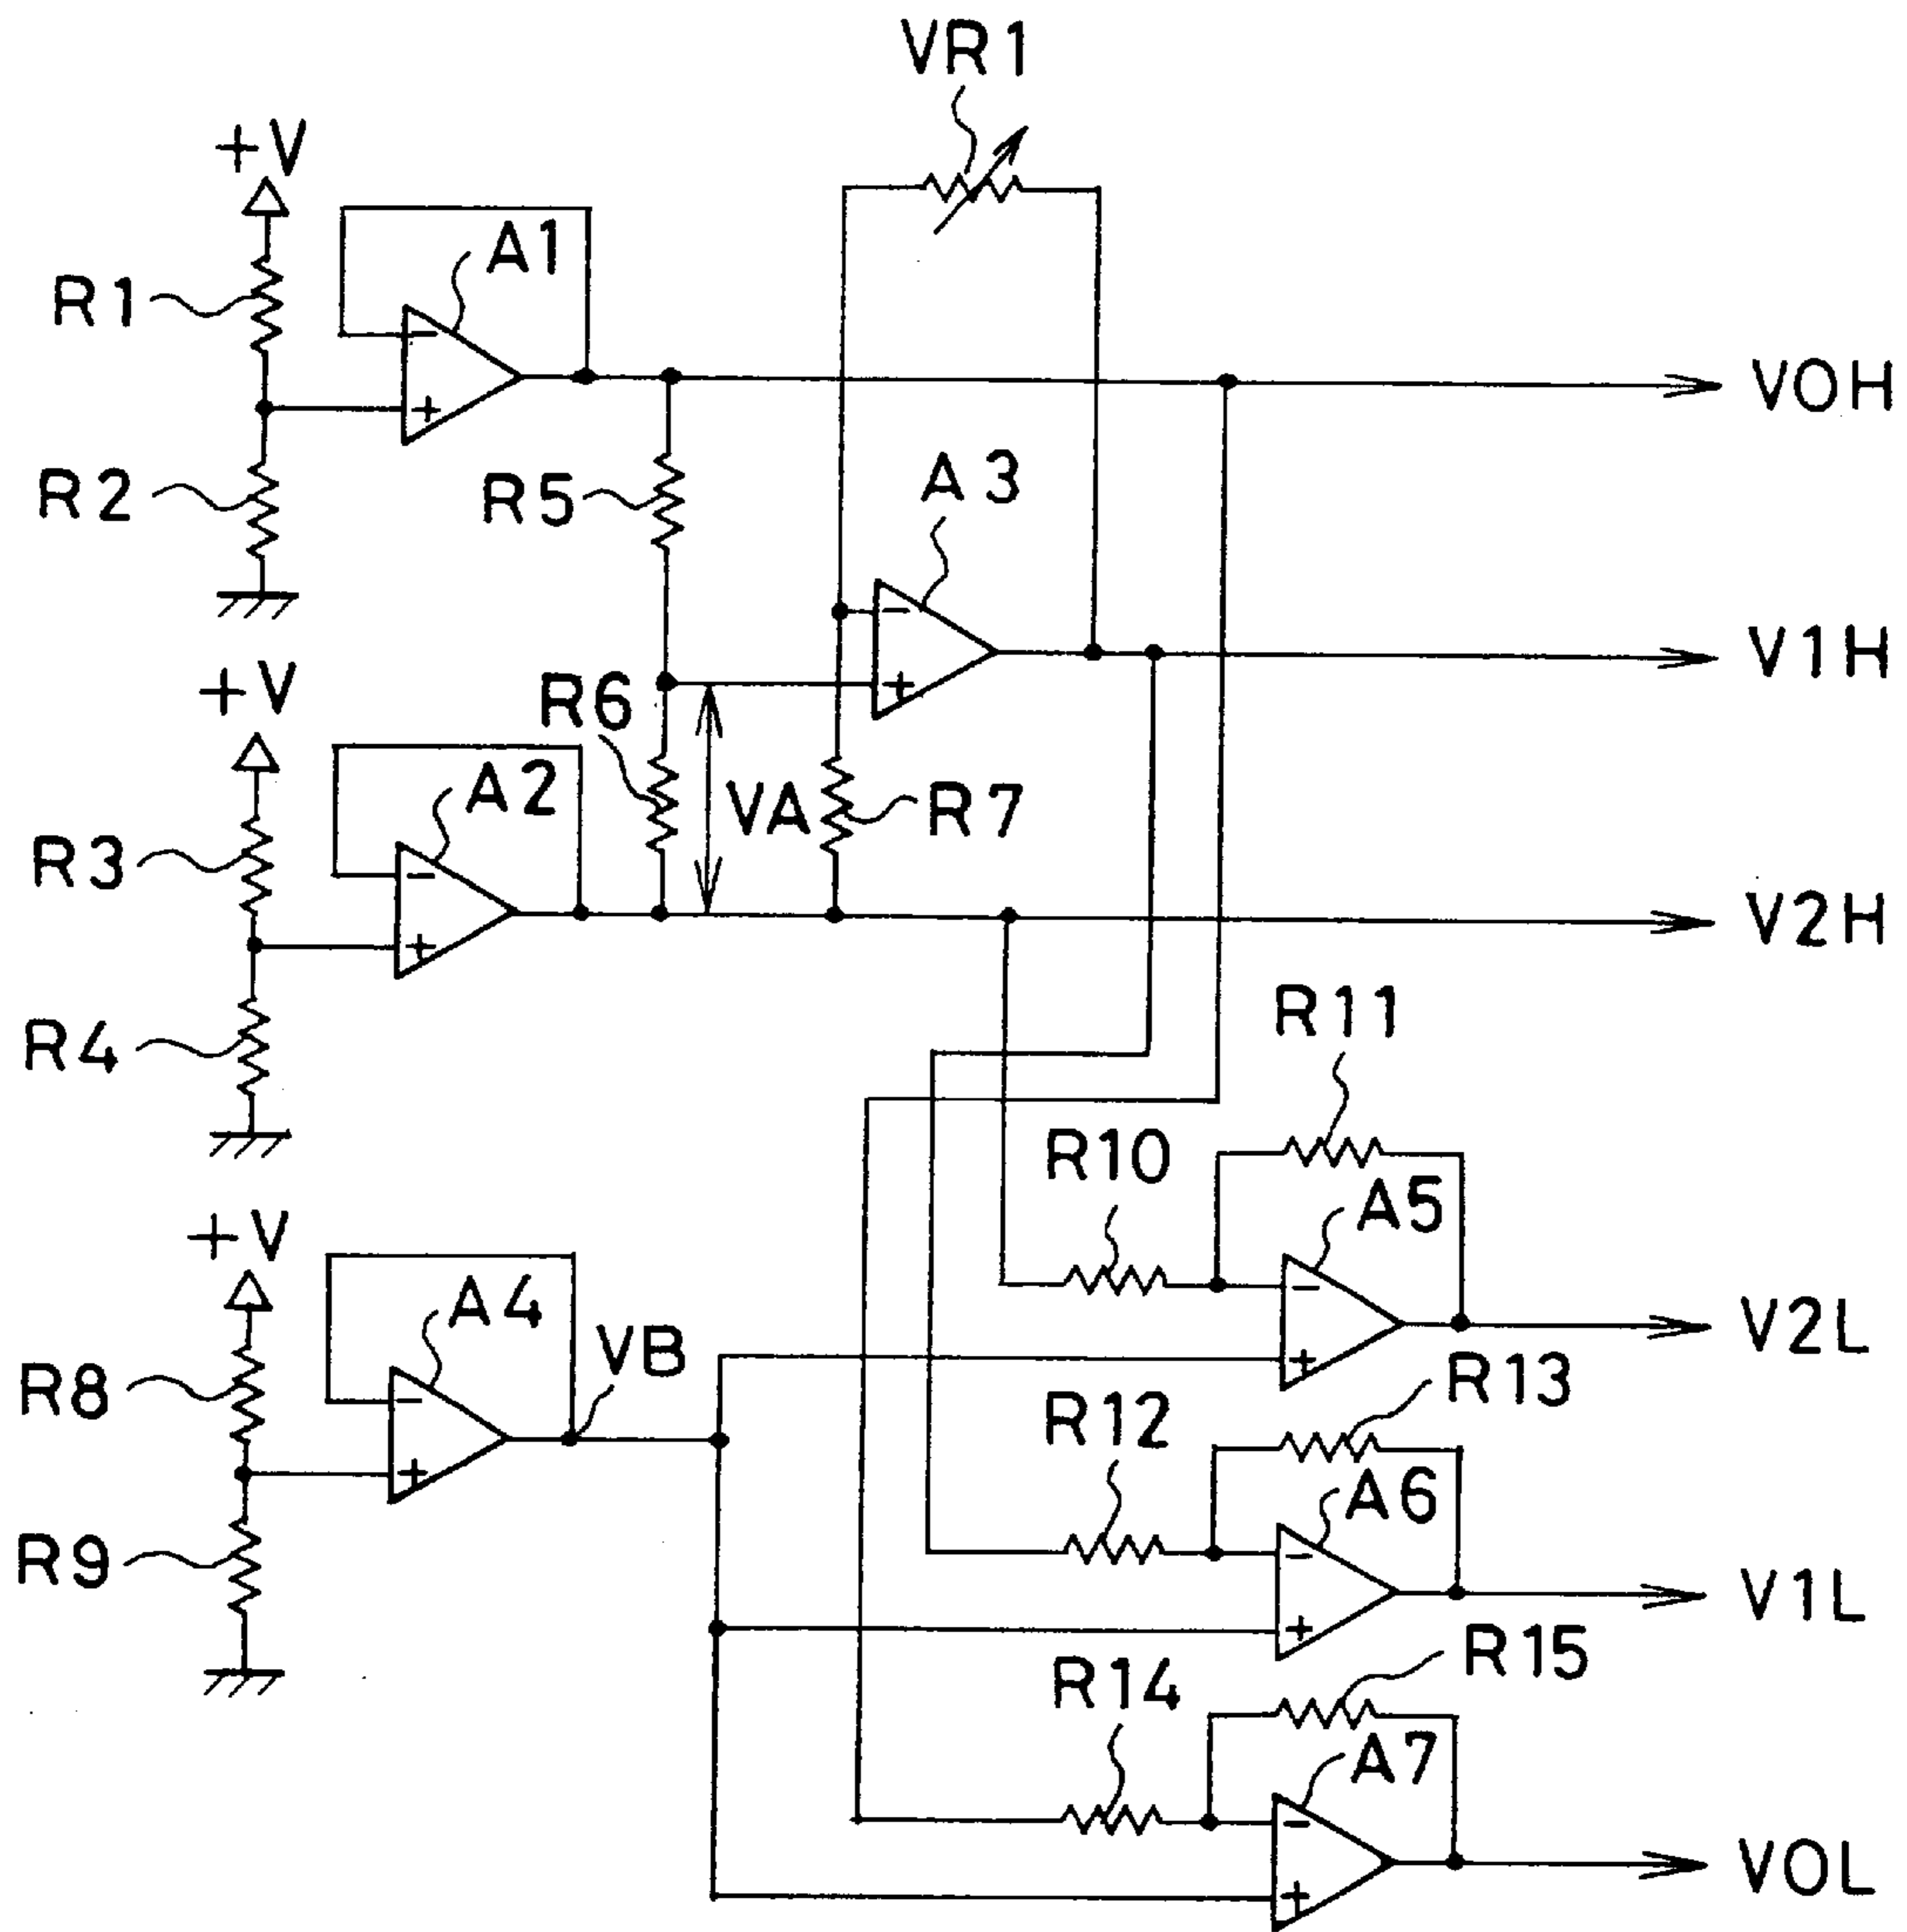 VR1
+V
A1
R1
VOH
R2
R5
A3
V1H
+V
R6
A2
VA
R7
R3
V2H
R4
R11
R10
A5
+V
A4
VB
V2L
R8
R13
R12
A6
R9
V1L
R15
R14
A7
VOL